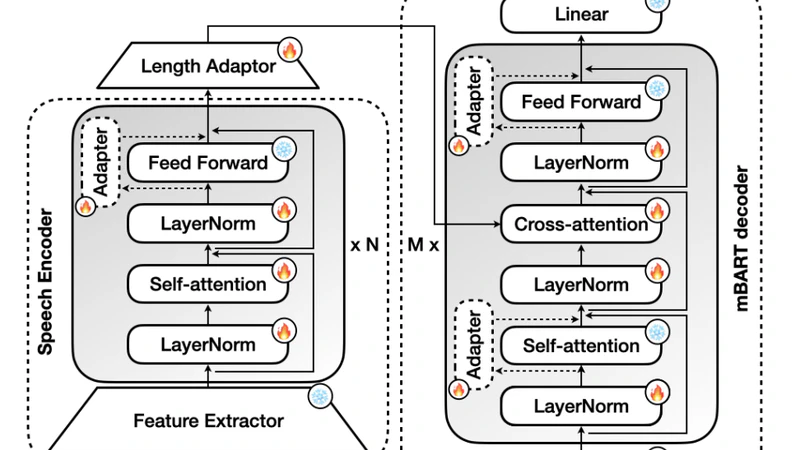 Linear
Length Adaptor
Adapter
Feed Forward
Adapter
Feed Forward
LayerNorm
LayerNorm
Cross-attention
Speech Encoder
x N
M x
mBART decoder
Self-attention
LayerNorm
Adapter
LayerNorm
Self-attention
Feature Extractor
LayerNorm